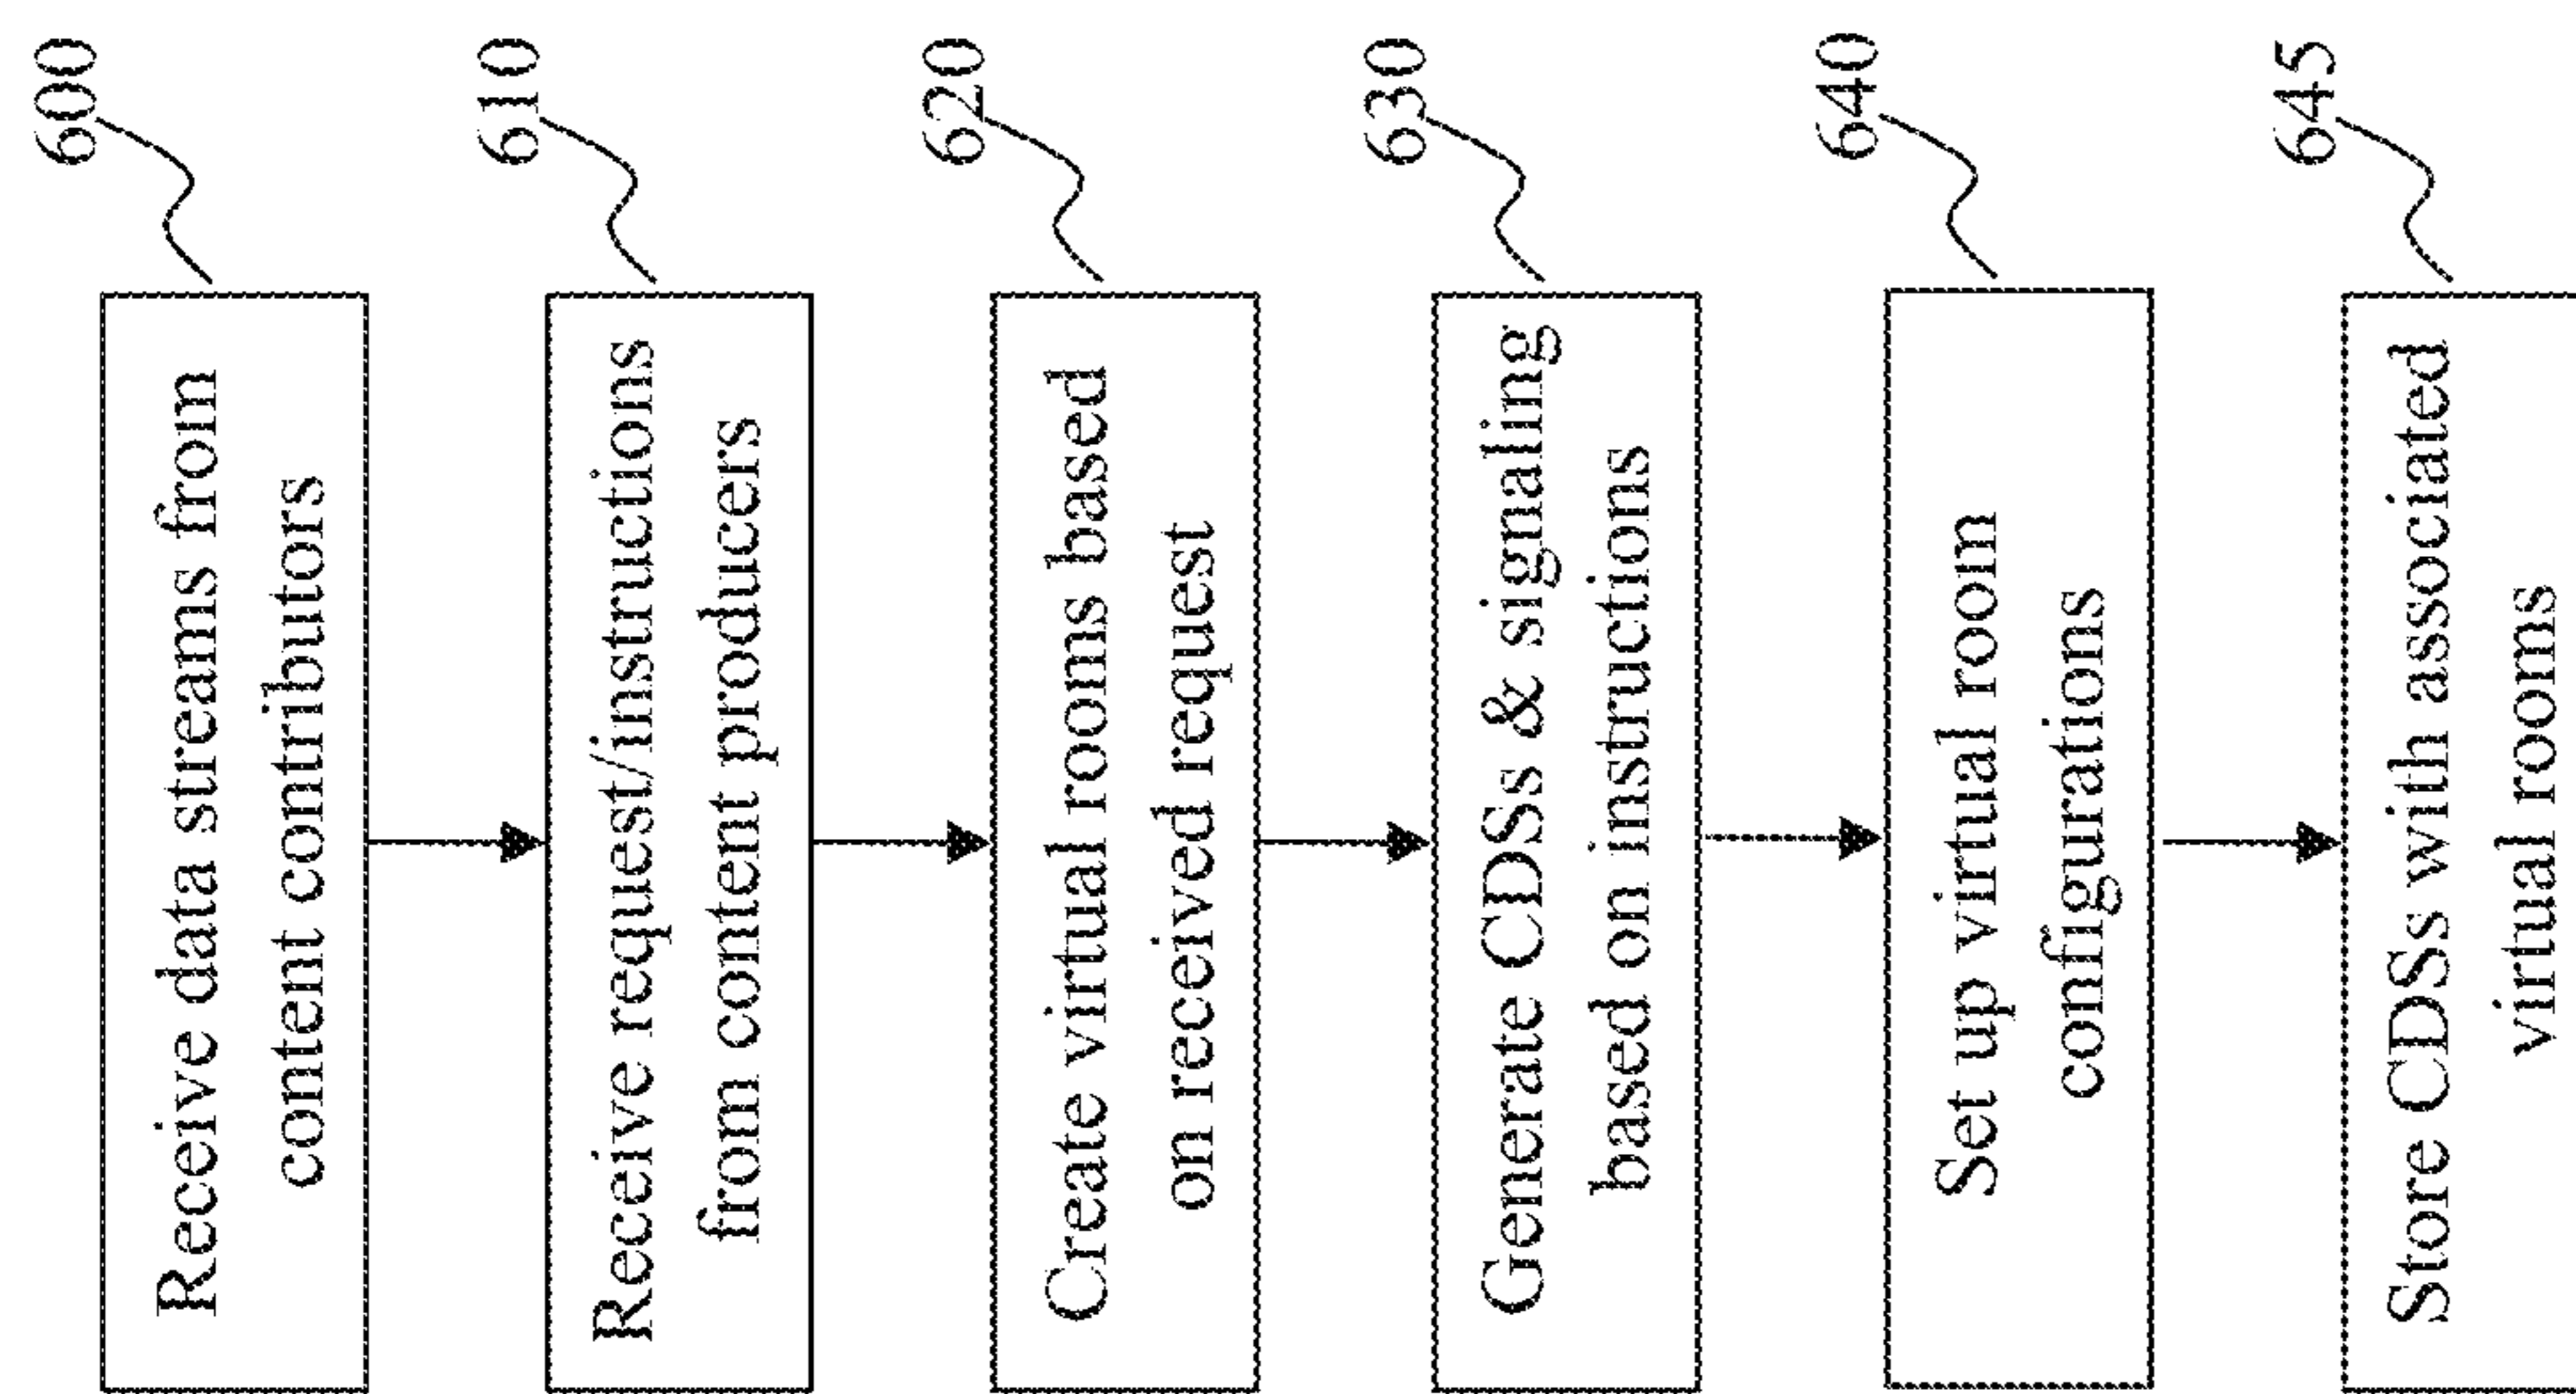 600
Receive data streams from
content contributors
610
Receive request/instructions
from content producers
620
Create virtual rooms based
on received request
630
Generate CDSs & signaling
based on instructions
640
Set up virtual room
configurations
645
Store CDSs with associated
virtual rooms